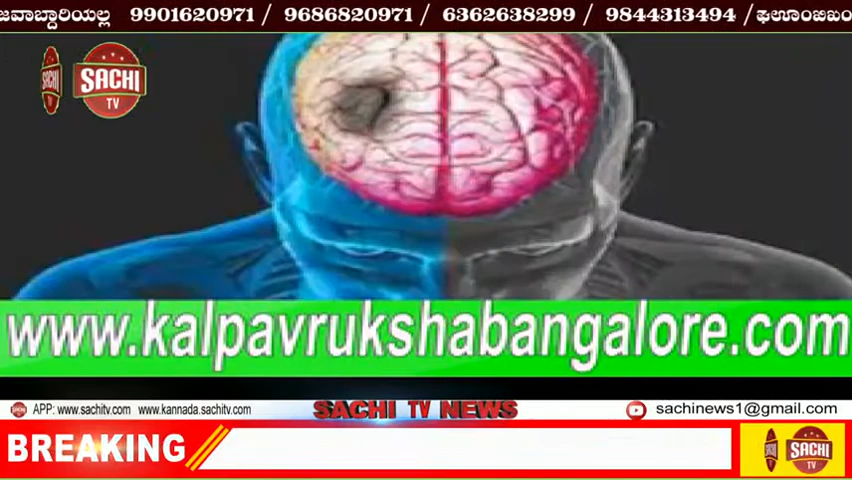 ಜವಾಬ್ದಾರಿಯಲ್ಲ 9901620971 / 9686820971 / 6362638299 / 9844313494 /
SACHI
TV
www.kalpavrukshabangalore.com
APP: www.sachitv.com www.kannada.sachitv.com SACHI TV NEWS sachinews1@gmail.com
BREAKING
SACHI
TV